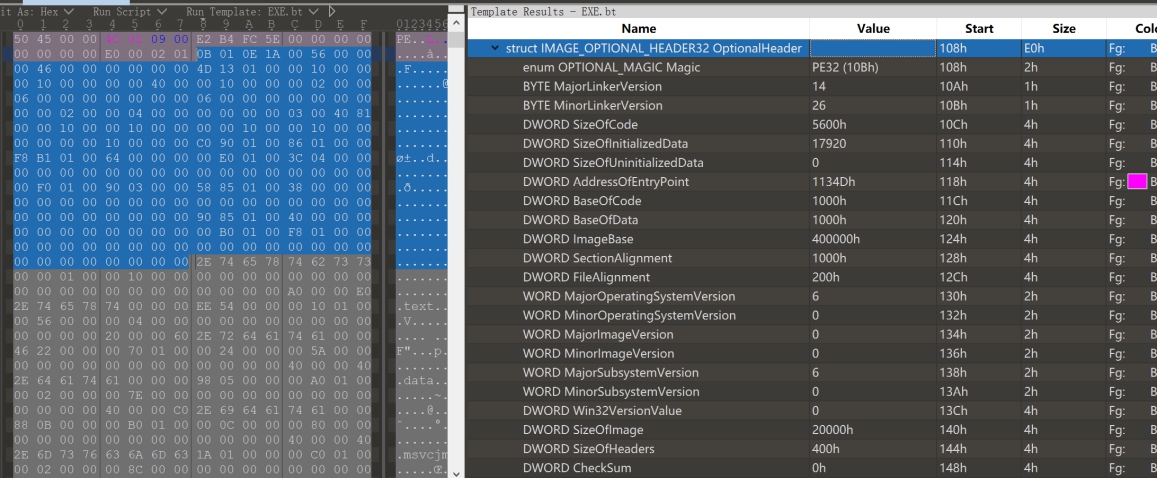 it As: Hex Run Script Run Template: EXE.bt
Template Results - EXE.bt
1 2 3 4 5 6 7 8 9 A B C D E F 0123456
Name Value Start Size Colo
struct IMAGE_OPTIONAL_HEADER32 OptionalHeader 108h E0h Fg: B
enum OPTIONAL_MAGIC Magic PE32 (10Bh) 108h 2h Fg: B
BYTE MajorLinkerVersion 14 10Ah 1h Fg: B
BYTE MinorLinkerVersion 26 10Bh 1h Fg: B
DWORD SizeOfCode 5600h 10Ch 4h Fg: B
DWORD SizeOfInitializedData 17920 110h 4h Fg: B
DWORD SizeOfUninitializedData 0 114h 4h Fg: B
DWORD AddressOfEntryPoint 1134Dh 118h 4h Fg: B
DWORD BaseOfCode 1000h 11Ch 4h Fg: B
DWORD BaseOfData 1000h 120h 4h Fg: B
DWORD ImageBase 400000h 124h 4h Fg: B
DWORD SectionAlignment 1000h 128h 4h Fg: B
DWORD FileAlignment 200h 12Ch 4h Fg: B
WORD MajorOperatingSystemVersion 6 130h 2h Fg: B
WORD MinorOperatingSystemVersion 0 132h 2h Fg: B
WORD MajorImageVersion 0 134h 2h Fg: B
WORD MinorImageVersion 0 136h 2h Fg: B
WORD MajorSubsystemVersion 6 138h 2h Fg: B
WORD MinorSubsystemVersion 0 13Ah 2h Fg: B
DWORD Win32VersionValue 0 13Ch 4h Fg: B
DWORD SizeOfImage 20000h 140h 4h Fg: B
DWORD SizeOfHeaders 400h 144h 4h Fg: B
DWORD CheckSum 0h 148h 4h Fg: B
50 45 00 00 09 00 E2 B4 FC 5E 00 00 00 00 PE..
00 00 00 00 E0 00 02 01 0B 01 0E 1A 00 56 00 00
00 46 00 00 00 00 00 00 4D 13 01 00 00 10 00 00 .F......
00 10 00 00 00 00 40 00 00 10 00 00 00 02 00 00 ......@
06 00 00 00 00 00 00 00 06 00 00 00 00 00 00 00
00 00 02 00 00 04 00 00 00 00 00 00 03 00 40 81
00 00 10 00 00 10 00 00 00 00 10 00 00 10 00 00
00 00 00 00 10 00 00 00 C0 90 01 00 86 01 00 00
F8 B1 01 00 64 00 00 00 00 E0 01 00 3C 04 00 00 ø±..d..
00 00 00 00 00 00 00 00 00 00 00 00 00 00 00 00
00 F0 01 00 90 03 00 00 58 85 01 00 38 00 00 00 .ð.....
00 00 00 00 00 00 00 00 00 00 00 00 00 00 00 00
00 00 00 00 00 00 00 00 90 85 01 00 40 00 00 00
00 00 00 00 00 00 00 00 00 B0 01 00 F8 01 00 00
00 00 00 00 00 00 00 00 00 00 00 00 00 00 00 00
00 00 00 00 00 00 00 00 2E 74 65 78 74 62 73 73
00 00 01 00 00 10 00 00 00 00 00 00 00 00 00 00
00 00 00 00 00 00 00 00 00 00 00 00 A0 00 00 E0
2E 74 65 78 74 00 00 00 EE 54 00 00 00 10 01 00 .text..
00 56 00 00 00 04 00 00 00 00 00 00 00 00 00 00 .V.....
00 00 00 00 20 00 00 60 2E 72 64 61 74 61 00 00
46 22 00 00 00 70 01 00 00 24 00 00 00 5A 00 00 F"...p.
00 00 00 00 00 00 00 00 00 00 00 00 40 00 00 40
2E 64 61 74 61 00 00 00 98 05 00 00 00 A0 01 00 .data..
00 02 00 00 00 7E 00 00 00 00 00 00 00 00 00 00 .....~.
00 00 00 00 40 00 00 C0 2E 69 64 61 74 61 00 00 ....@..
88 0B 00 00 00 B0 01 00 00 0C 00 00 00 80 00 00
00 00 00 00 00 00 00 00 00 00 00 00 40 00 00 40
2E 6D 73 76 63 6A 6D 63 1A 01 00 00 00 C0 01 00 .msvcjm
00 02 00 00 00 8C 00 00 00 00 00 00 00 00 00 00 .....Œ.